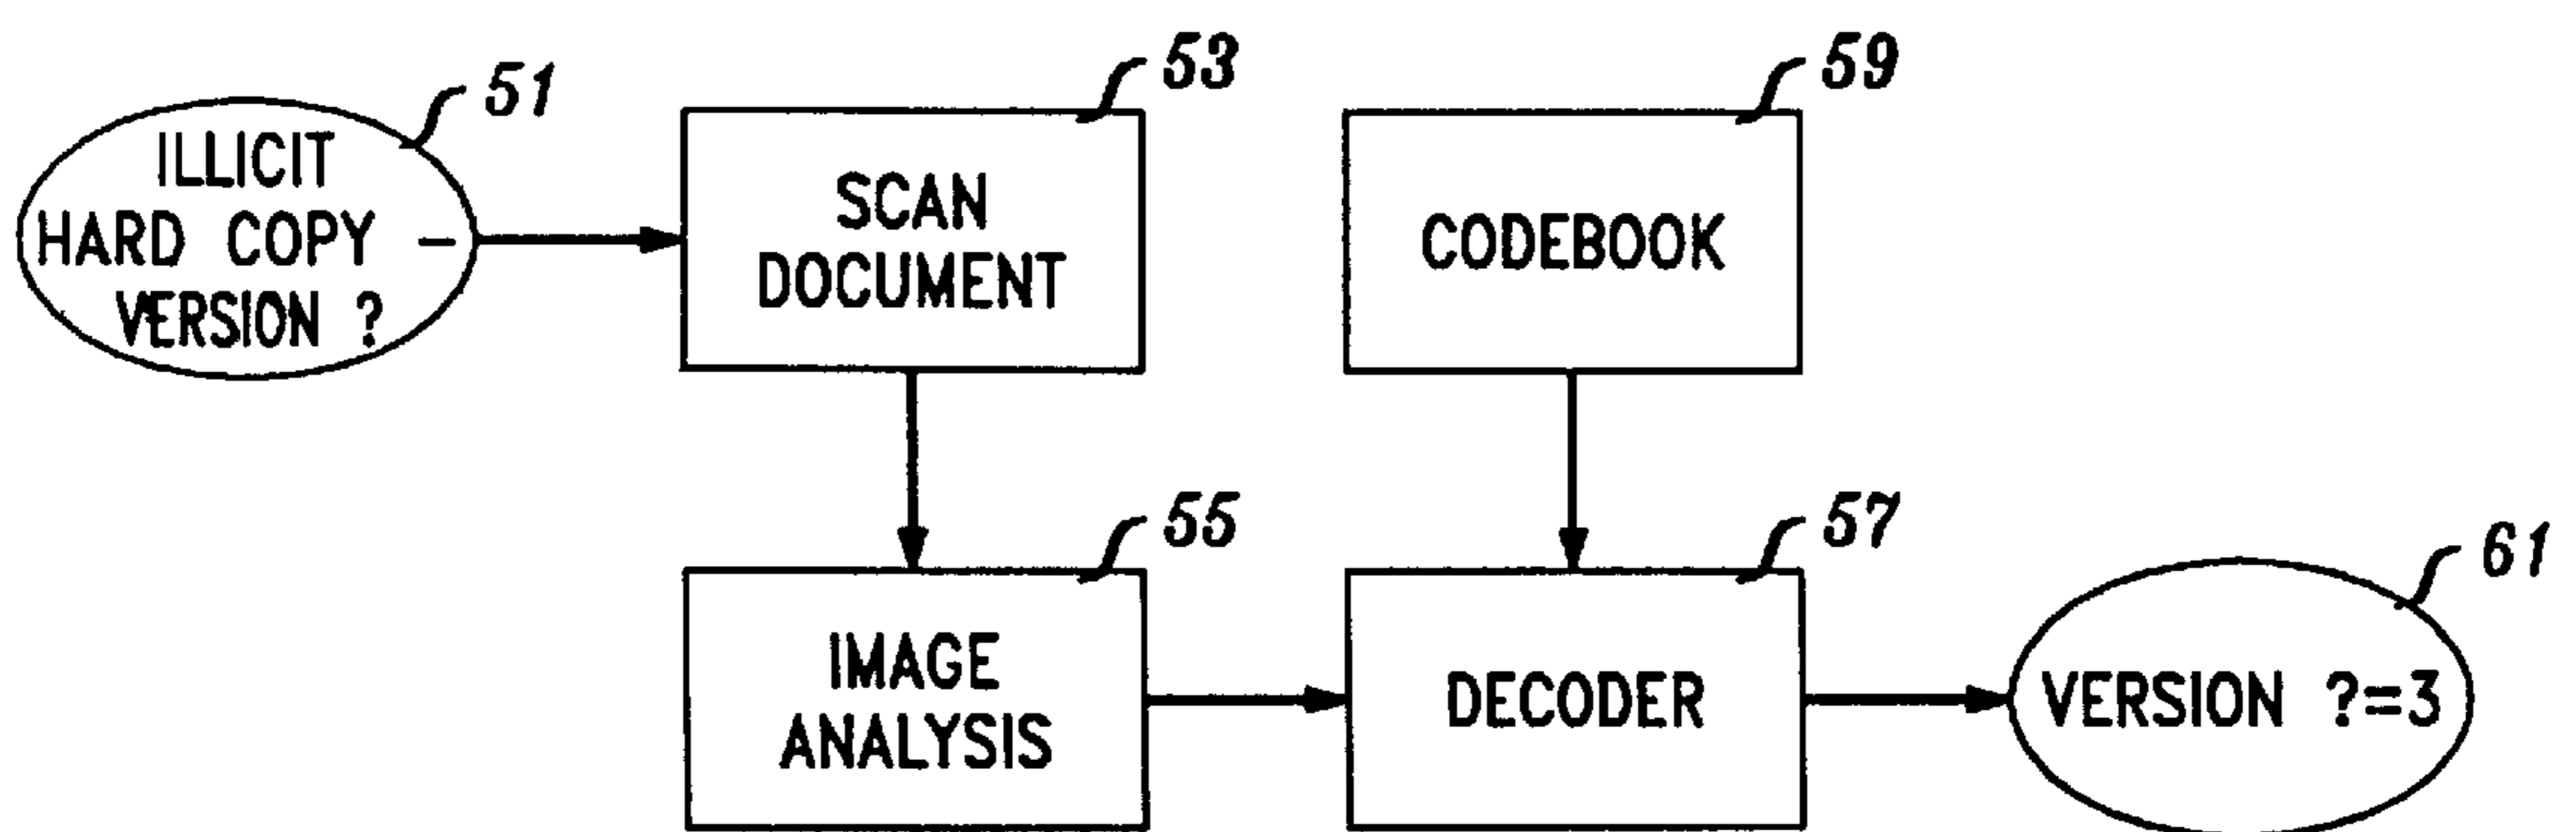 51
ILLICIT
HARD COPY -
VERSION ?
53
SCAN
DOCUMENT
59
CODEBOOK
55
IMAGE
ANALYSIS
57
DECODER
61
VERSION ?=3